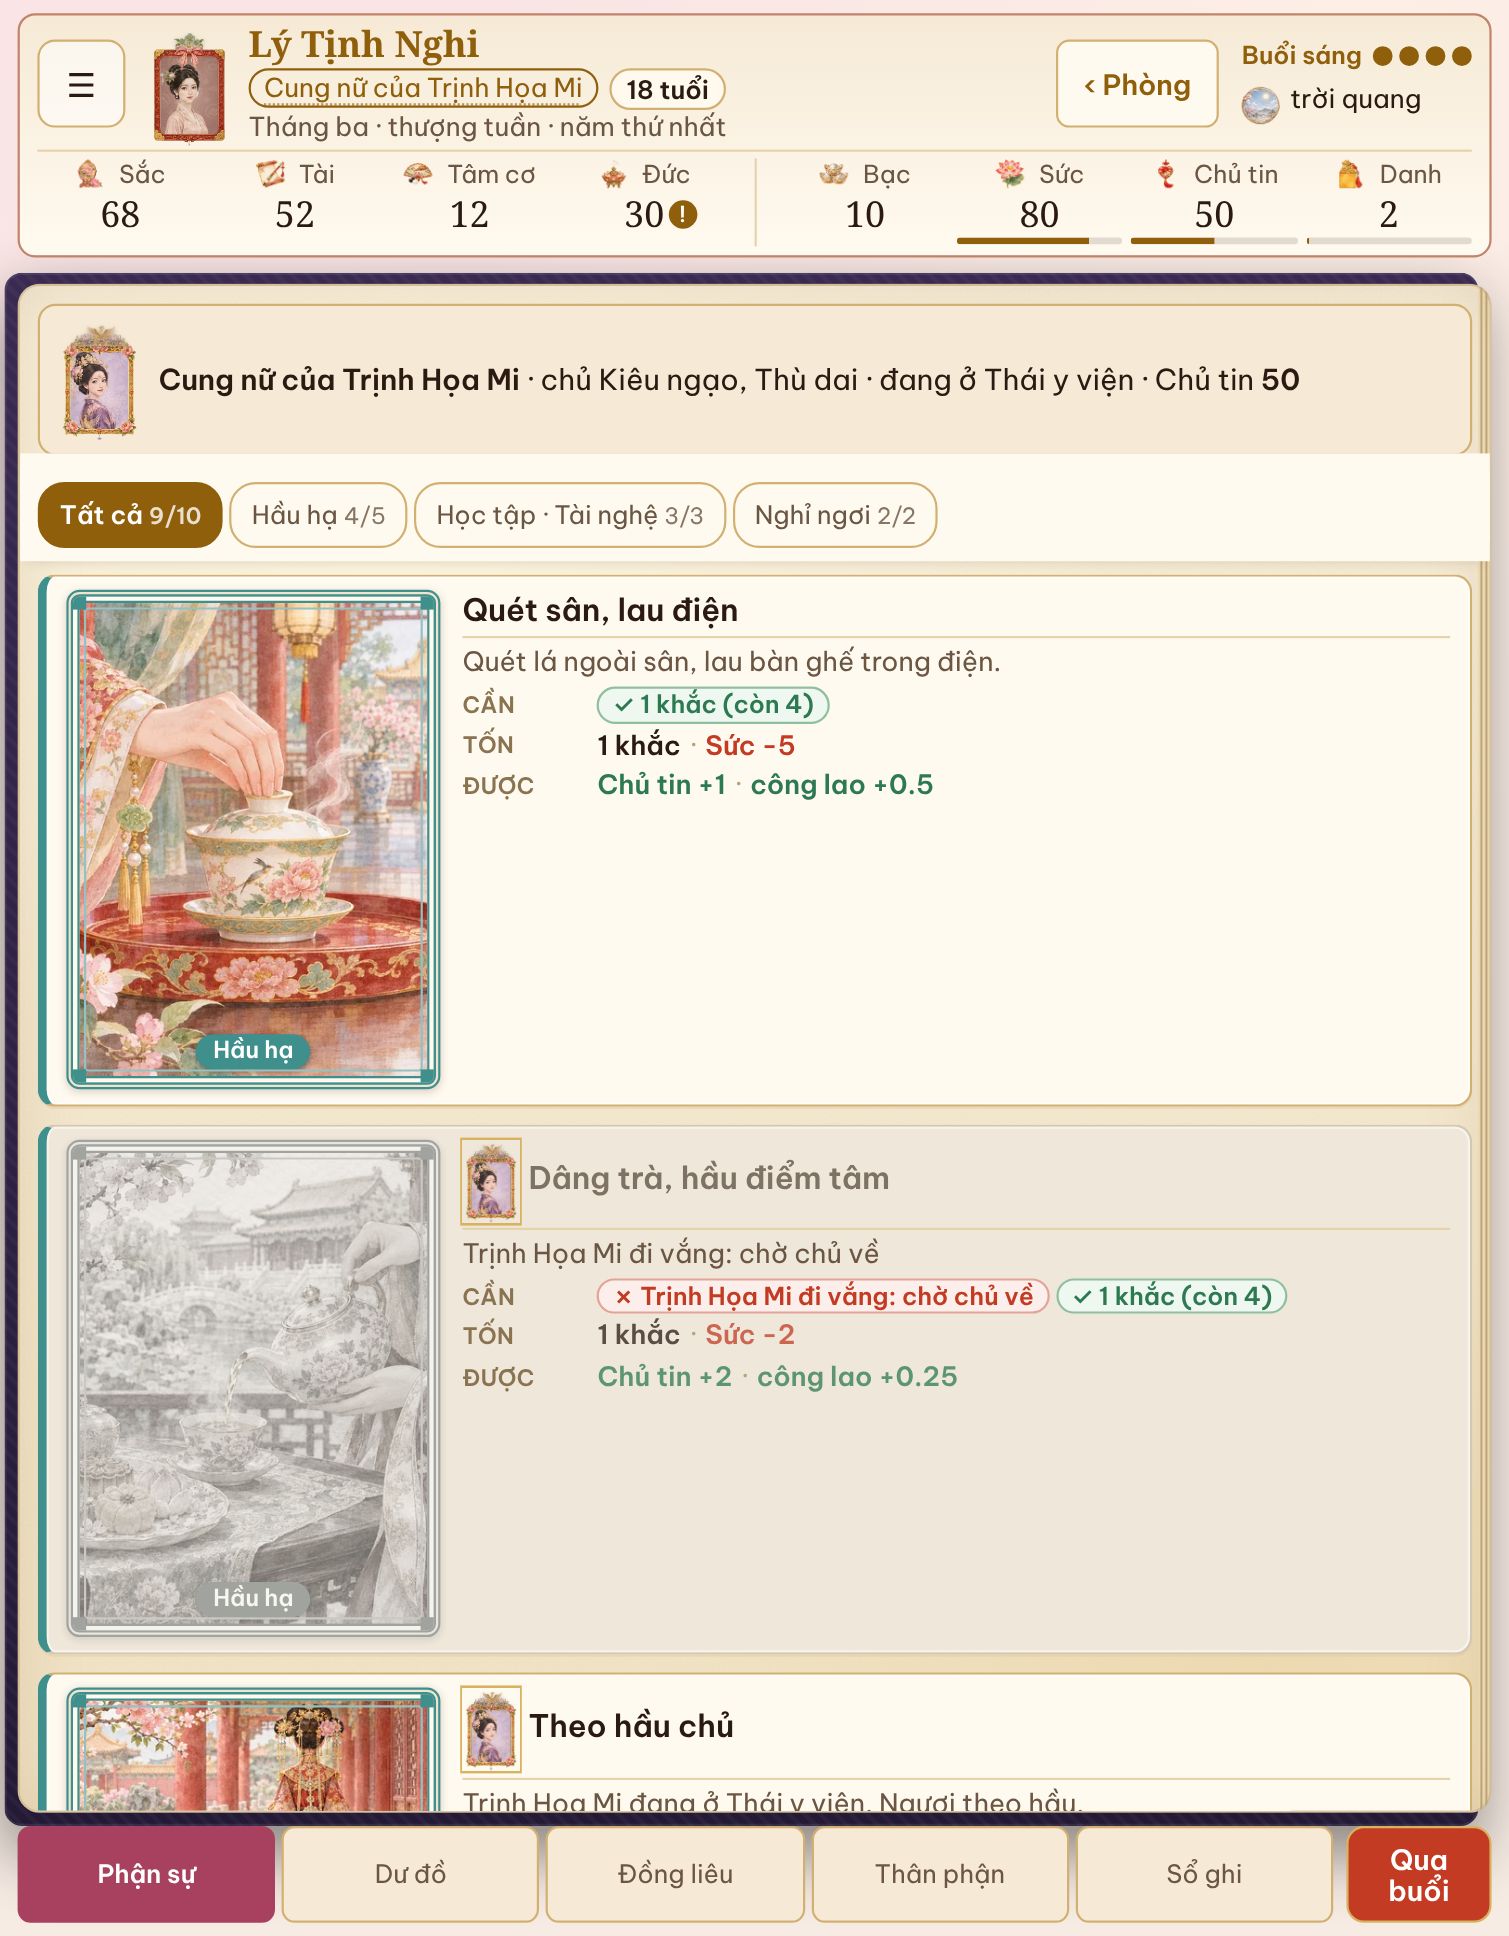 ☰
Lý Tịnh Nghi
Cung nữ của Trịnh Họa Mi 18 tuổi
Tháng ba · thượng tuần · năm thứ nhất
‹ Phòng
Buổi sáng
trời quang
Sắc Tài Tâm cơ Đức Bạc Sức Chủ tin Danh
68 52 12 30 ! 10 80 50 2
Cung nữ của Trịnh Họa Mi · chủ Kiêu ngạo, Thù dai · đang ở Thái y viện · Chủ tin 50
Tất cả 9/10 Hầu hạ 4/5 Học tập · Tài nghệ 3/3 Nghỉ ngơi 2/2
Quét sân, lau điện
Quét lá ngoài sân, lau bàn ghế trong điện.
CẦN ✓ 1 khắc (còn 4)
TỐN 1 khắc · Sức -5
ĐƯỢC Chủ tin +1 · công lao +0.5
Hầu hạ
Dâng trà, hầu điểm tâm
Trịnh Họa Mi đi vắng: chờ chủ về
CẦN × Trịnh Họa Mi đi vắng: chờ chủ về ✓ 1 khắc (còn 4)
TỐN 1 khắc · Sức -2
ĐƯỢC Chủ tin +2 · công lao +0.25
Hầu hạ
Theo hầu chủ
Trịnh Họa Mi đang ở Thái y viện. Ngươi theo hầu.
Phận sự Dư đồ Đồng liêu Thân phận Sổ ghi Qua
buổi